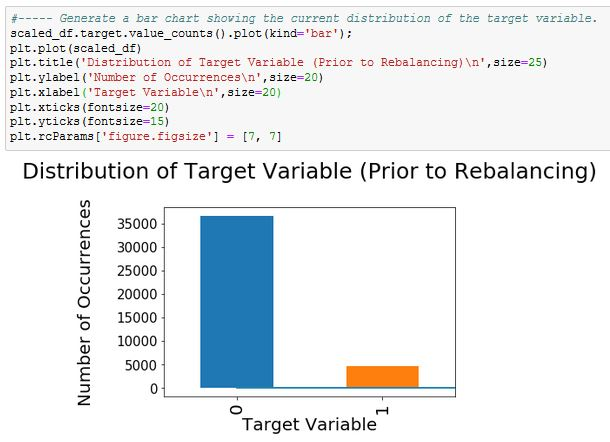 #----- Generate a bar chart showing the current distribution of the target variable.
scaled_df.target.value_counts().plot(kind='bar');
plt.plot(scaled_df)
plt.title('Distribution of Target Variable (Prior to Rebalancing)\n',size=25)
plt.ylabel('Number of Occurrences\n',size=20)
plt.xlabel('Target Variable\n',size=20)
plt.xticks(fontsize=20)
plt.yticks(fontsize=15)
plt.rcParams['figure.figsize'] = [7, 7]
Distribution of Target Variable (Prior to Rebalancing)
Number of Occurrences
35000
30000
25000
20000
15000
10000
5000
0
0
1
Target Variable